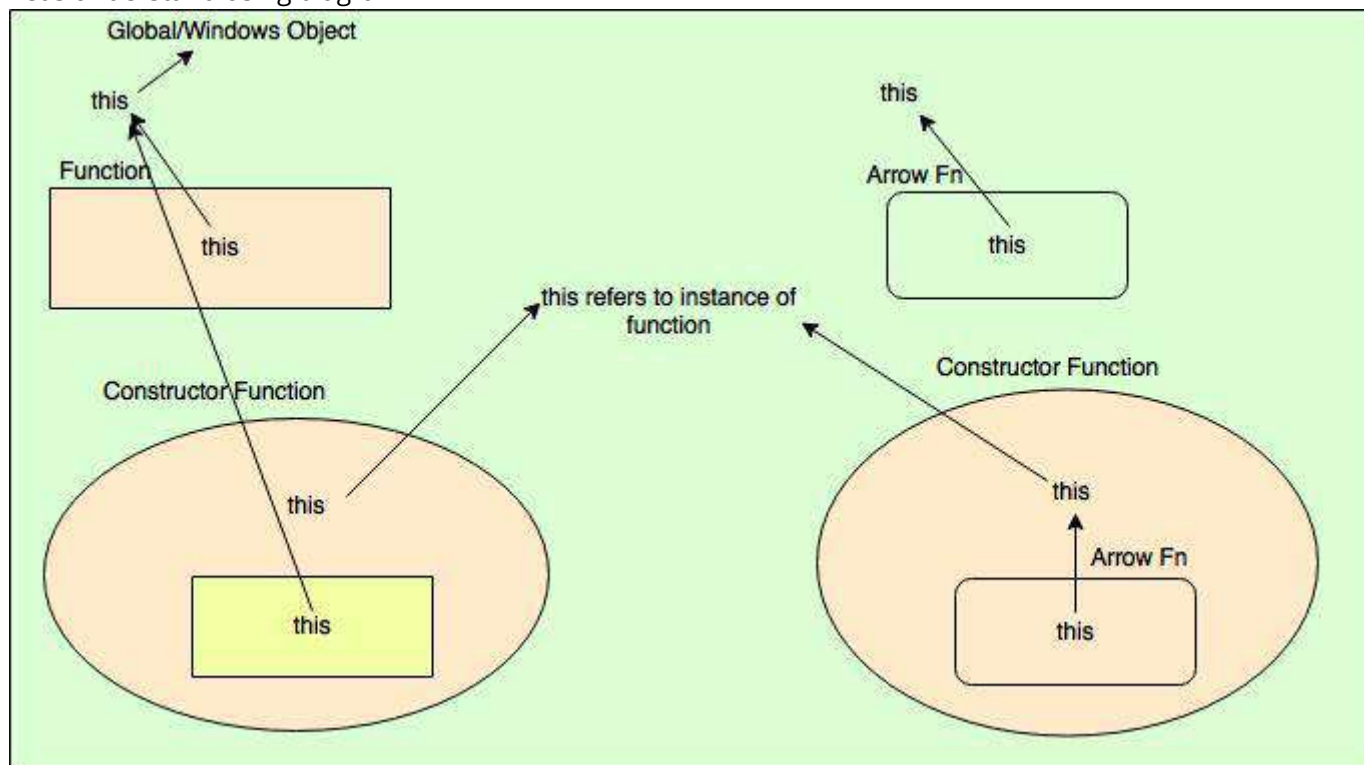 Global/Windows Object
this
this
Function
Arrow Fn
this
this
this refers to instance of
function
Constructor Function
Constructor Function
this
this
Arrow Fn
this
this